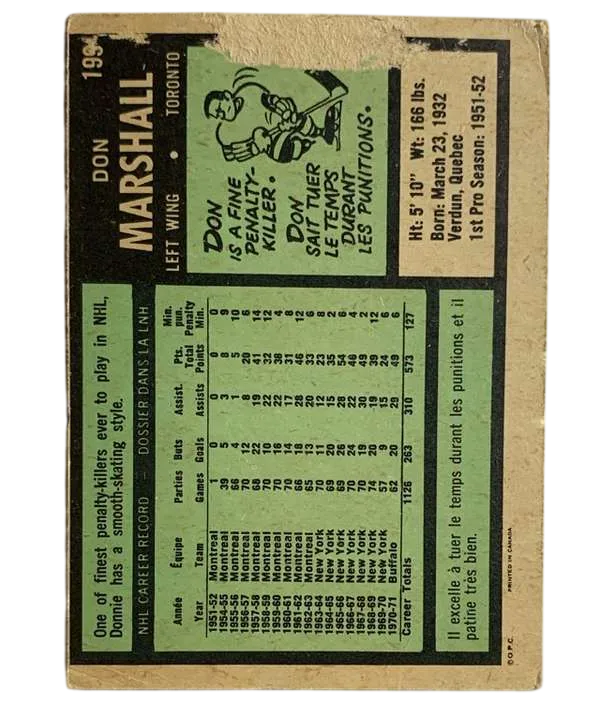 DON
MARSHALL
LEFT WING • TORONTO
One of finest penalty-killers ever to play in NHL,
Donnie has a smooth-skating style.
NHL CAREER RECORD — DOSSIER DANS LA LNH
Année Équipe Parties Buts Assist. Pts. Min. pun.
Year Team Games Goals Assists Total Points Penalty Min.
1951-52 Montreal 1 0 0 0 0
1954-55 Montreal 39 5 3 8 9
1955-56 Montreal 66 4 1 5 10
1956-57 Montreal 70 12 8 20 6
1957-58 Montreal 68 22 19 41 14
1958-59 Montreal 70 10 22 32 12
1959-60 Montreal 70 16 22 38 4
1960-61 Montreal 70 14 17 31 8
1961-62 Montreal 66 18 28 46 12
1962-63 Montreal 65 13 20 33 6
1963-64 New York 70 11 12 23 8
1964-65 New York 69 20 15 35 2
1965-66 New York 69 26 28 54 6
1966-67 New York 70 24 22 46 4
1967-68 New York 70 19 30 49 2
1968-69 New York 74 20 19 39 12
1969-70 New York 57 9 15 24 6
1970-71 Buffalo 62 20 29 49 6
Career Totals 1126 263 310 573 127
Il excelle à tuer le temps durant les punitions et il
patine très bien.
DON
IS A FINE
PENALTY-
KILLER.
DON
SAIT TUER
LE TEMPS
DURANT
LES PUNITIONS.
Ht: 5' 10" Wt: 166 lbs.
Born: March 23, 1932
Verdun, Quebec
1st Pro Season: 1951-52
© O.P.C. PRINTED IN CANADA